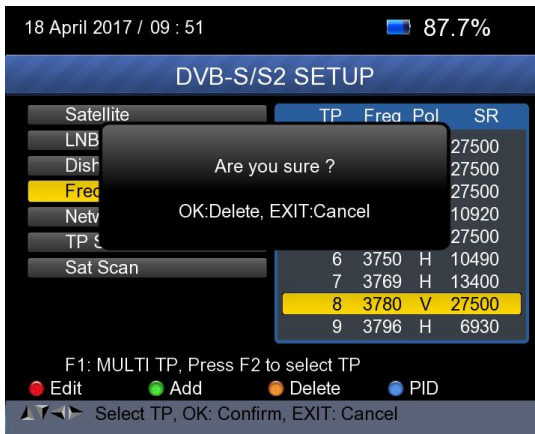 18 April 2017 / 09 : 51 87.7%
DVB-S/S2 SETUP
Satellite
LNB
Dish
Freq
Netw
TP S
Sat Scan
TP Freq Pol SR
27500
27500
27500
10920
27500
6 3750 H 10490
7 3769 H 13400
8 3780 V 27500
9 3796 H 6930
Are you sure ?
OK:Delete, EXIT:Cancel
F1: MULTI TP, Press F2 to select TP
Edit Add Delete PID
Select TP, OK: Confirm, EXIT: Cancel